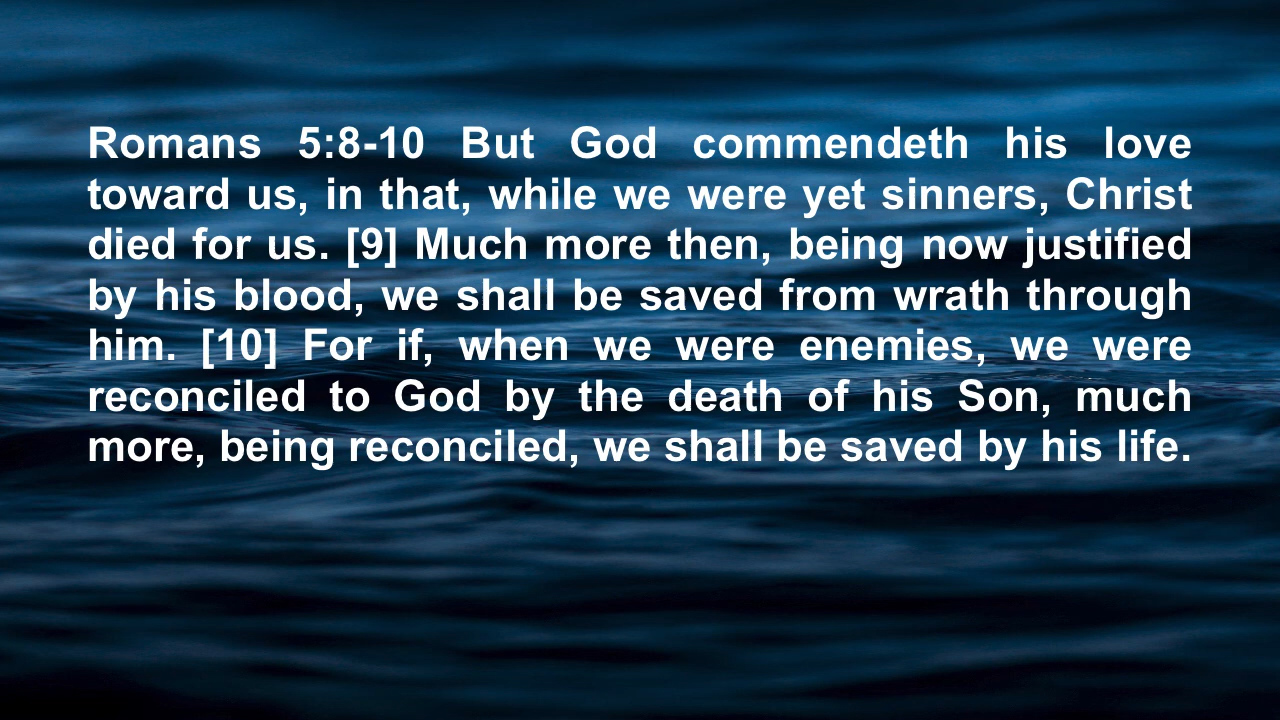 Romans 5:8-10 But God commendeth his love
toward us, in that, while we were yet sinners, Christ
died for us. [9] Much more then, being now justified
by his blood, we shall be saved from wrath through
him. [10] For if, when we were enemies, we were
reconciled to God by the death of his Son, much
more, being reconciled, we shall be saved by his life.